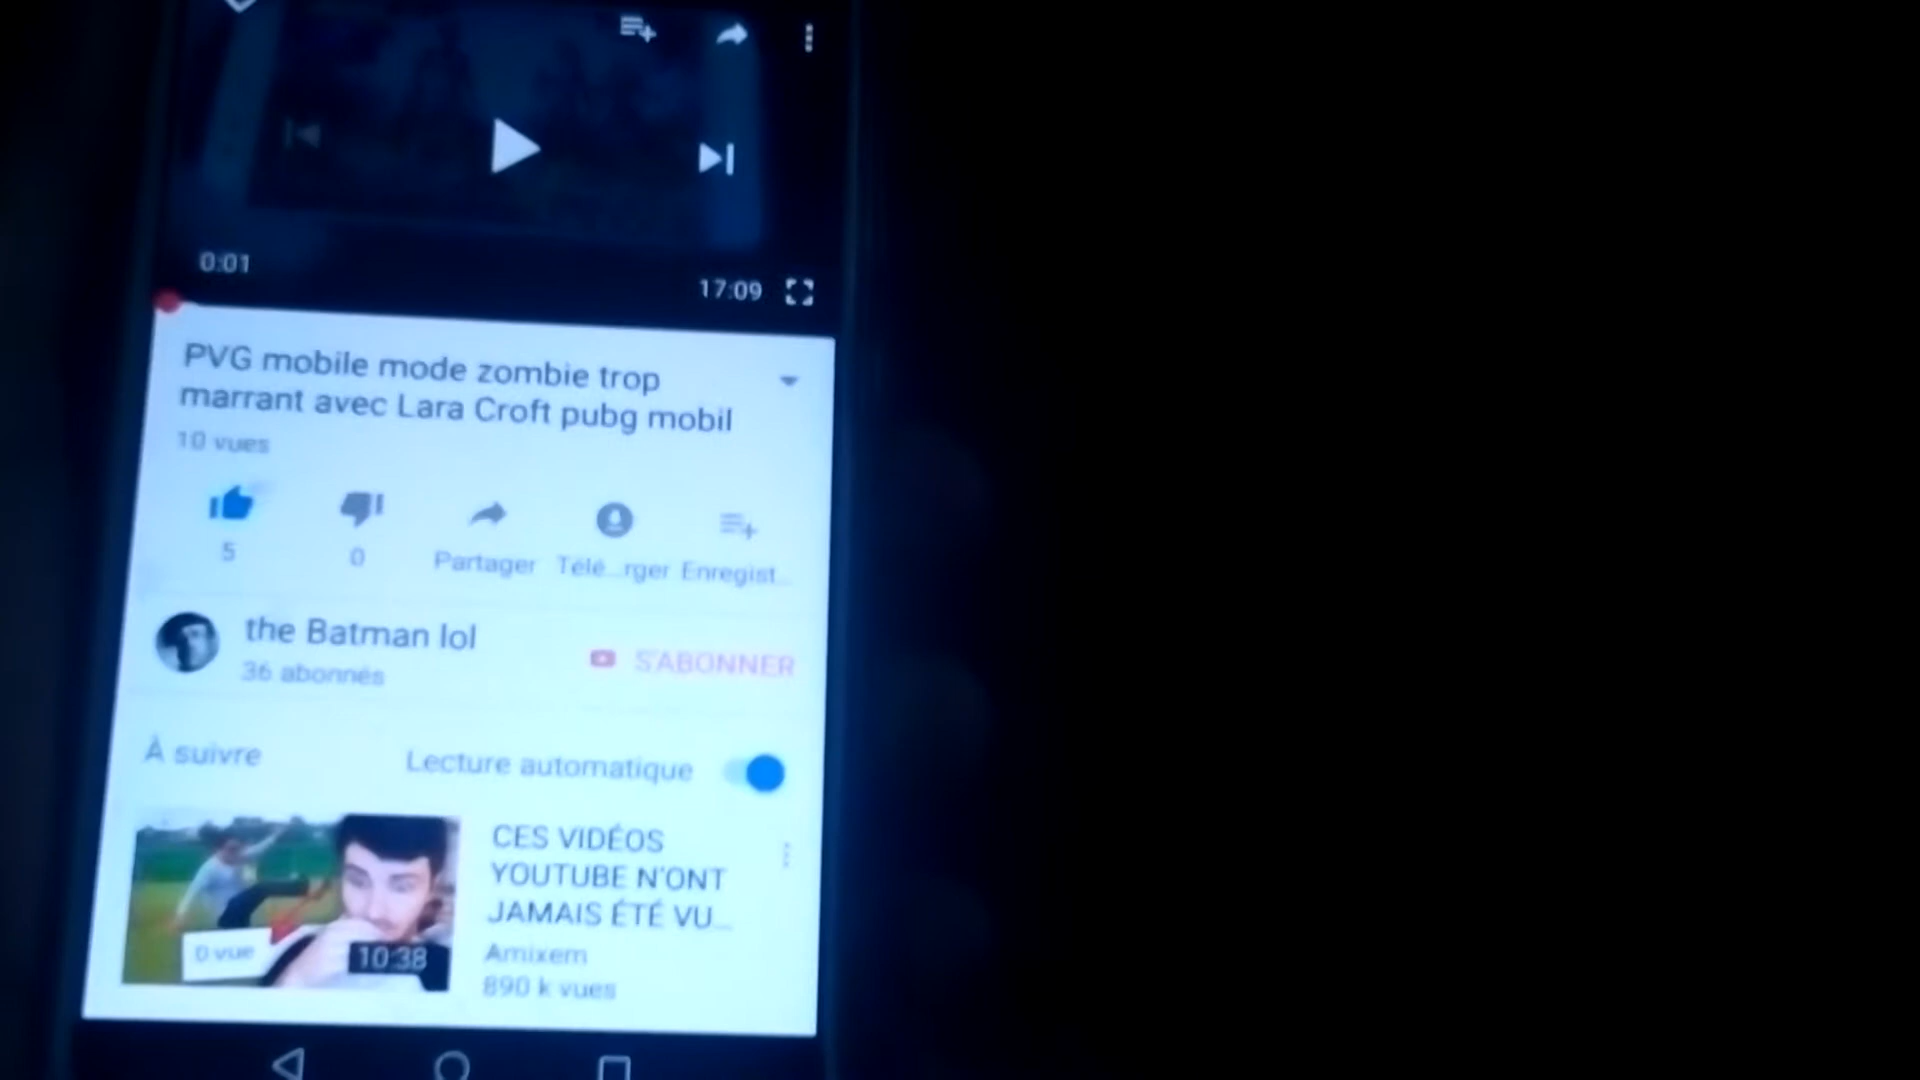 0:01
17:09
PVG mobile mode zombie trop
marrant avec Lara Croft pubg mobil
10 vues
5
0
Partager
Télé...rger
Enregist...
the Batman lol
36 abonnés
S'ABONNER
À suivre
Lecture automatique
0 vue
10:38
CES VIDÉOS
YOUTUBE N'ONT
JAMAIS ÉTÉ VU...
Amixem
890 k vues